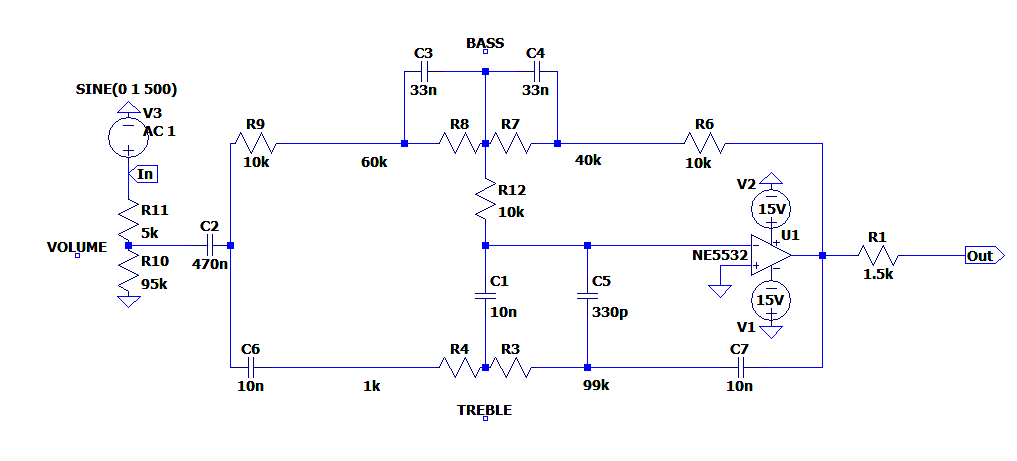 BASS
C3
C4
33n
33n
SINE(0 1 500)
V3
AC 1
R9
R8
R7
R6
10k
60k
40k
10k
In
R12
10k
V2
15V
R11
5k
C2
U1
VOLUME
R10
470n
NE5532
R1
Out
95k
1.5k
C1
C5
10n
330p
15V
V1
C6
R4
R3
C7
10n
1k
99k
10n
TREBLE